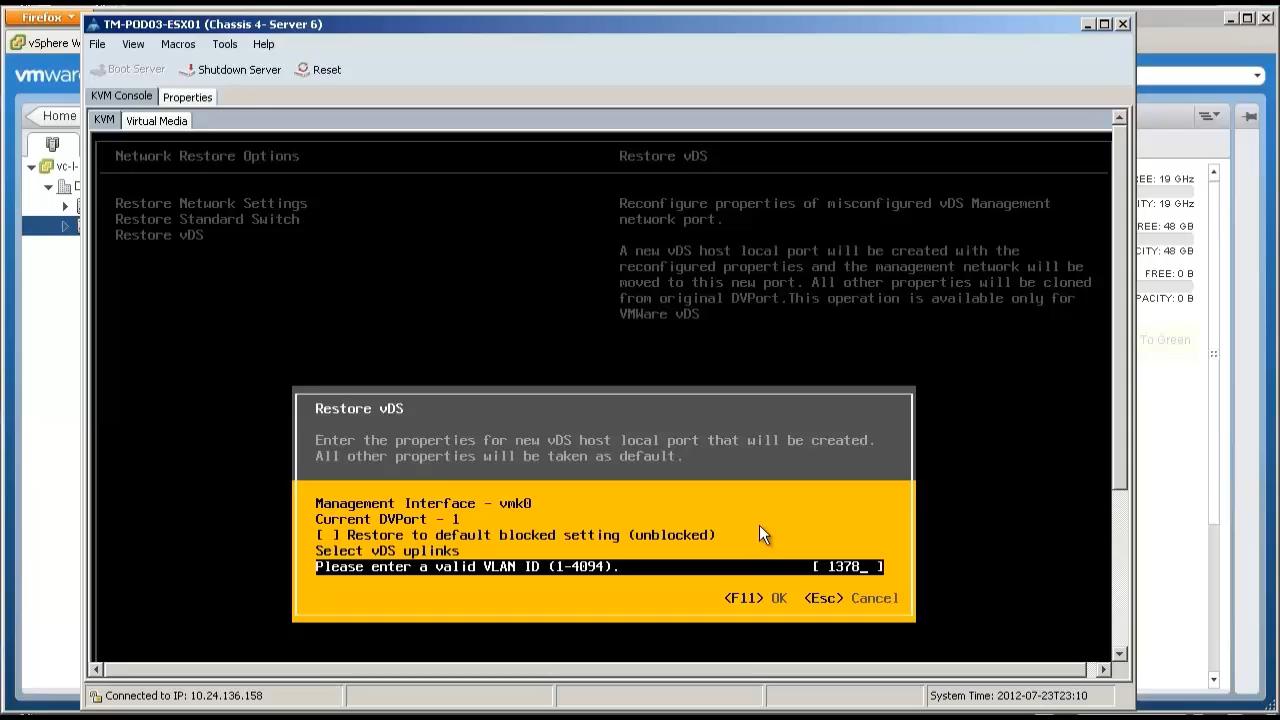 Firefox
TM-POD03-ESX01 (Chassis 4- Server 6)
vSphere W
File View Macros Tools Help
vmwar
Boot Server Shutdown Server Reset
KVM Console Properties
Home
KVM Virtual Media
Network Restore Options Restore vDS
vc-l-
EE: 19 GHz
D
Restore Network Settings
Restore Standard Switch
Restore vDS
Reconfigure properties of misconfigured vDS Management
network port.
A new vDS host local port will be created with the
reconfigured properties and the management network will be
moved to this new port. All other properties will be cloned
from original DVPort.This operation is available only for
VMWare vDS
ITY: 19 GHz
FREE: 48 GB
ITY: 48 GB
FREE: 0 B
PACITY: 0 B
To Green
Restore vDS
Enter the properties for new vDS host local port that will be created.
All other properties will be taken as default.
Management Interface - vmk0
Current DVPort - 1
[ ] Restore to default blocked setting (unblocked)
Select vDS uplinks
Please enter a valid VLAN ID (1-4094). [ 1378_ ]
<F11> OK <Esc> Cancel
Connected to IP: 10.24.136.158
System Time: 2012-07-23T23:10